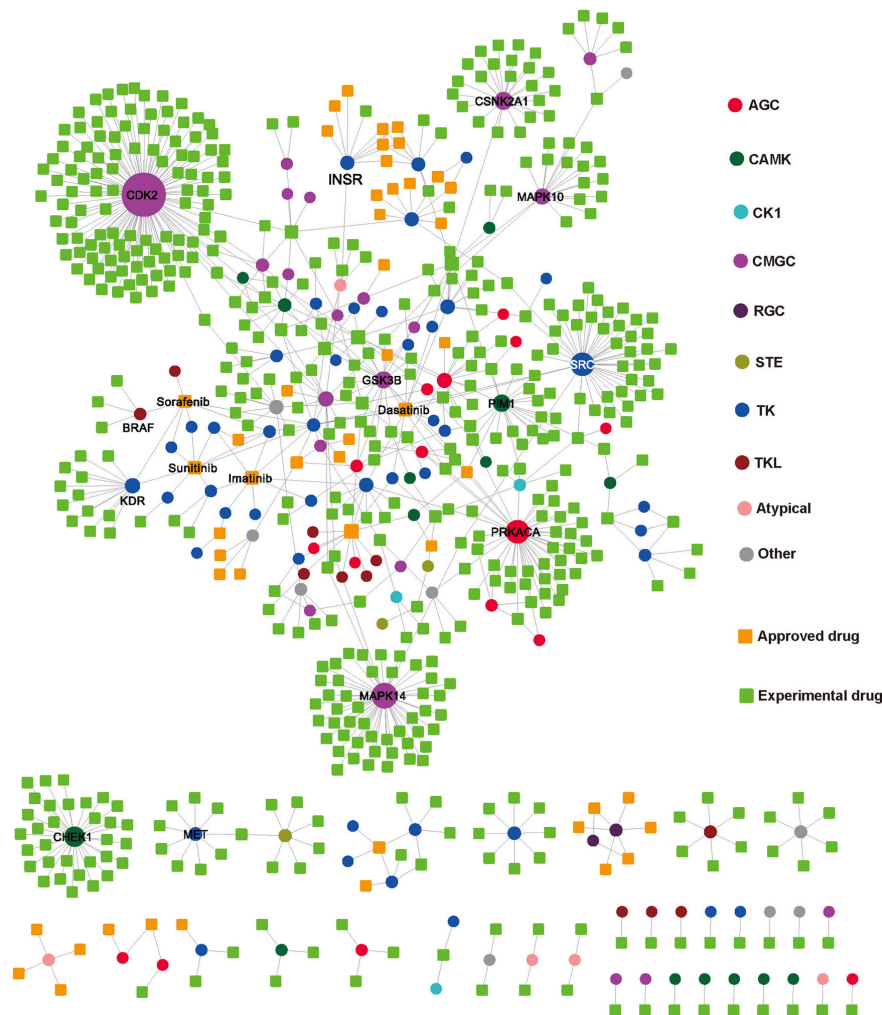 CSNK2A1
AGC
CAMK
INSR
CDK2
MAPK10
CK1
CMGC
RGC
STE
SRC
GSK3B
Sorafenib
Dasatinib
PIM1
TK
BRAF
TKL
Sunitinib
Imatinib
KDR
Atypical
PRKACA
Other
Approved drug
MAPK14
Experimental drug
CHEK1
MET